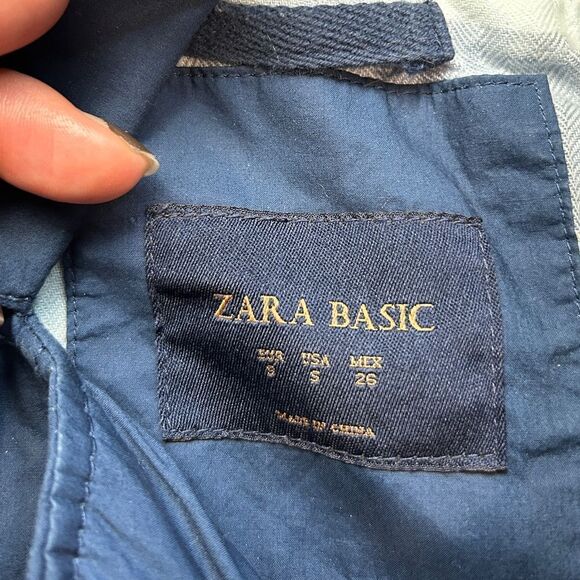 ZARA BASIC
EUR USA MEX
S S 26
MADE IN CHINA